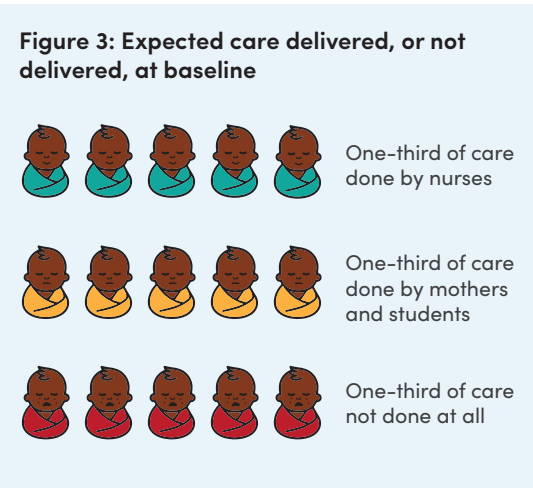 Figure 3: Expected care delivered, or not
delivered, at baseline
One-third of care
done by nurses
One-third of care
done by mothers
and students
One-third of care
not done at all